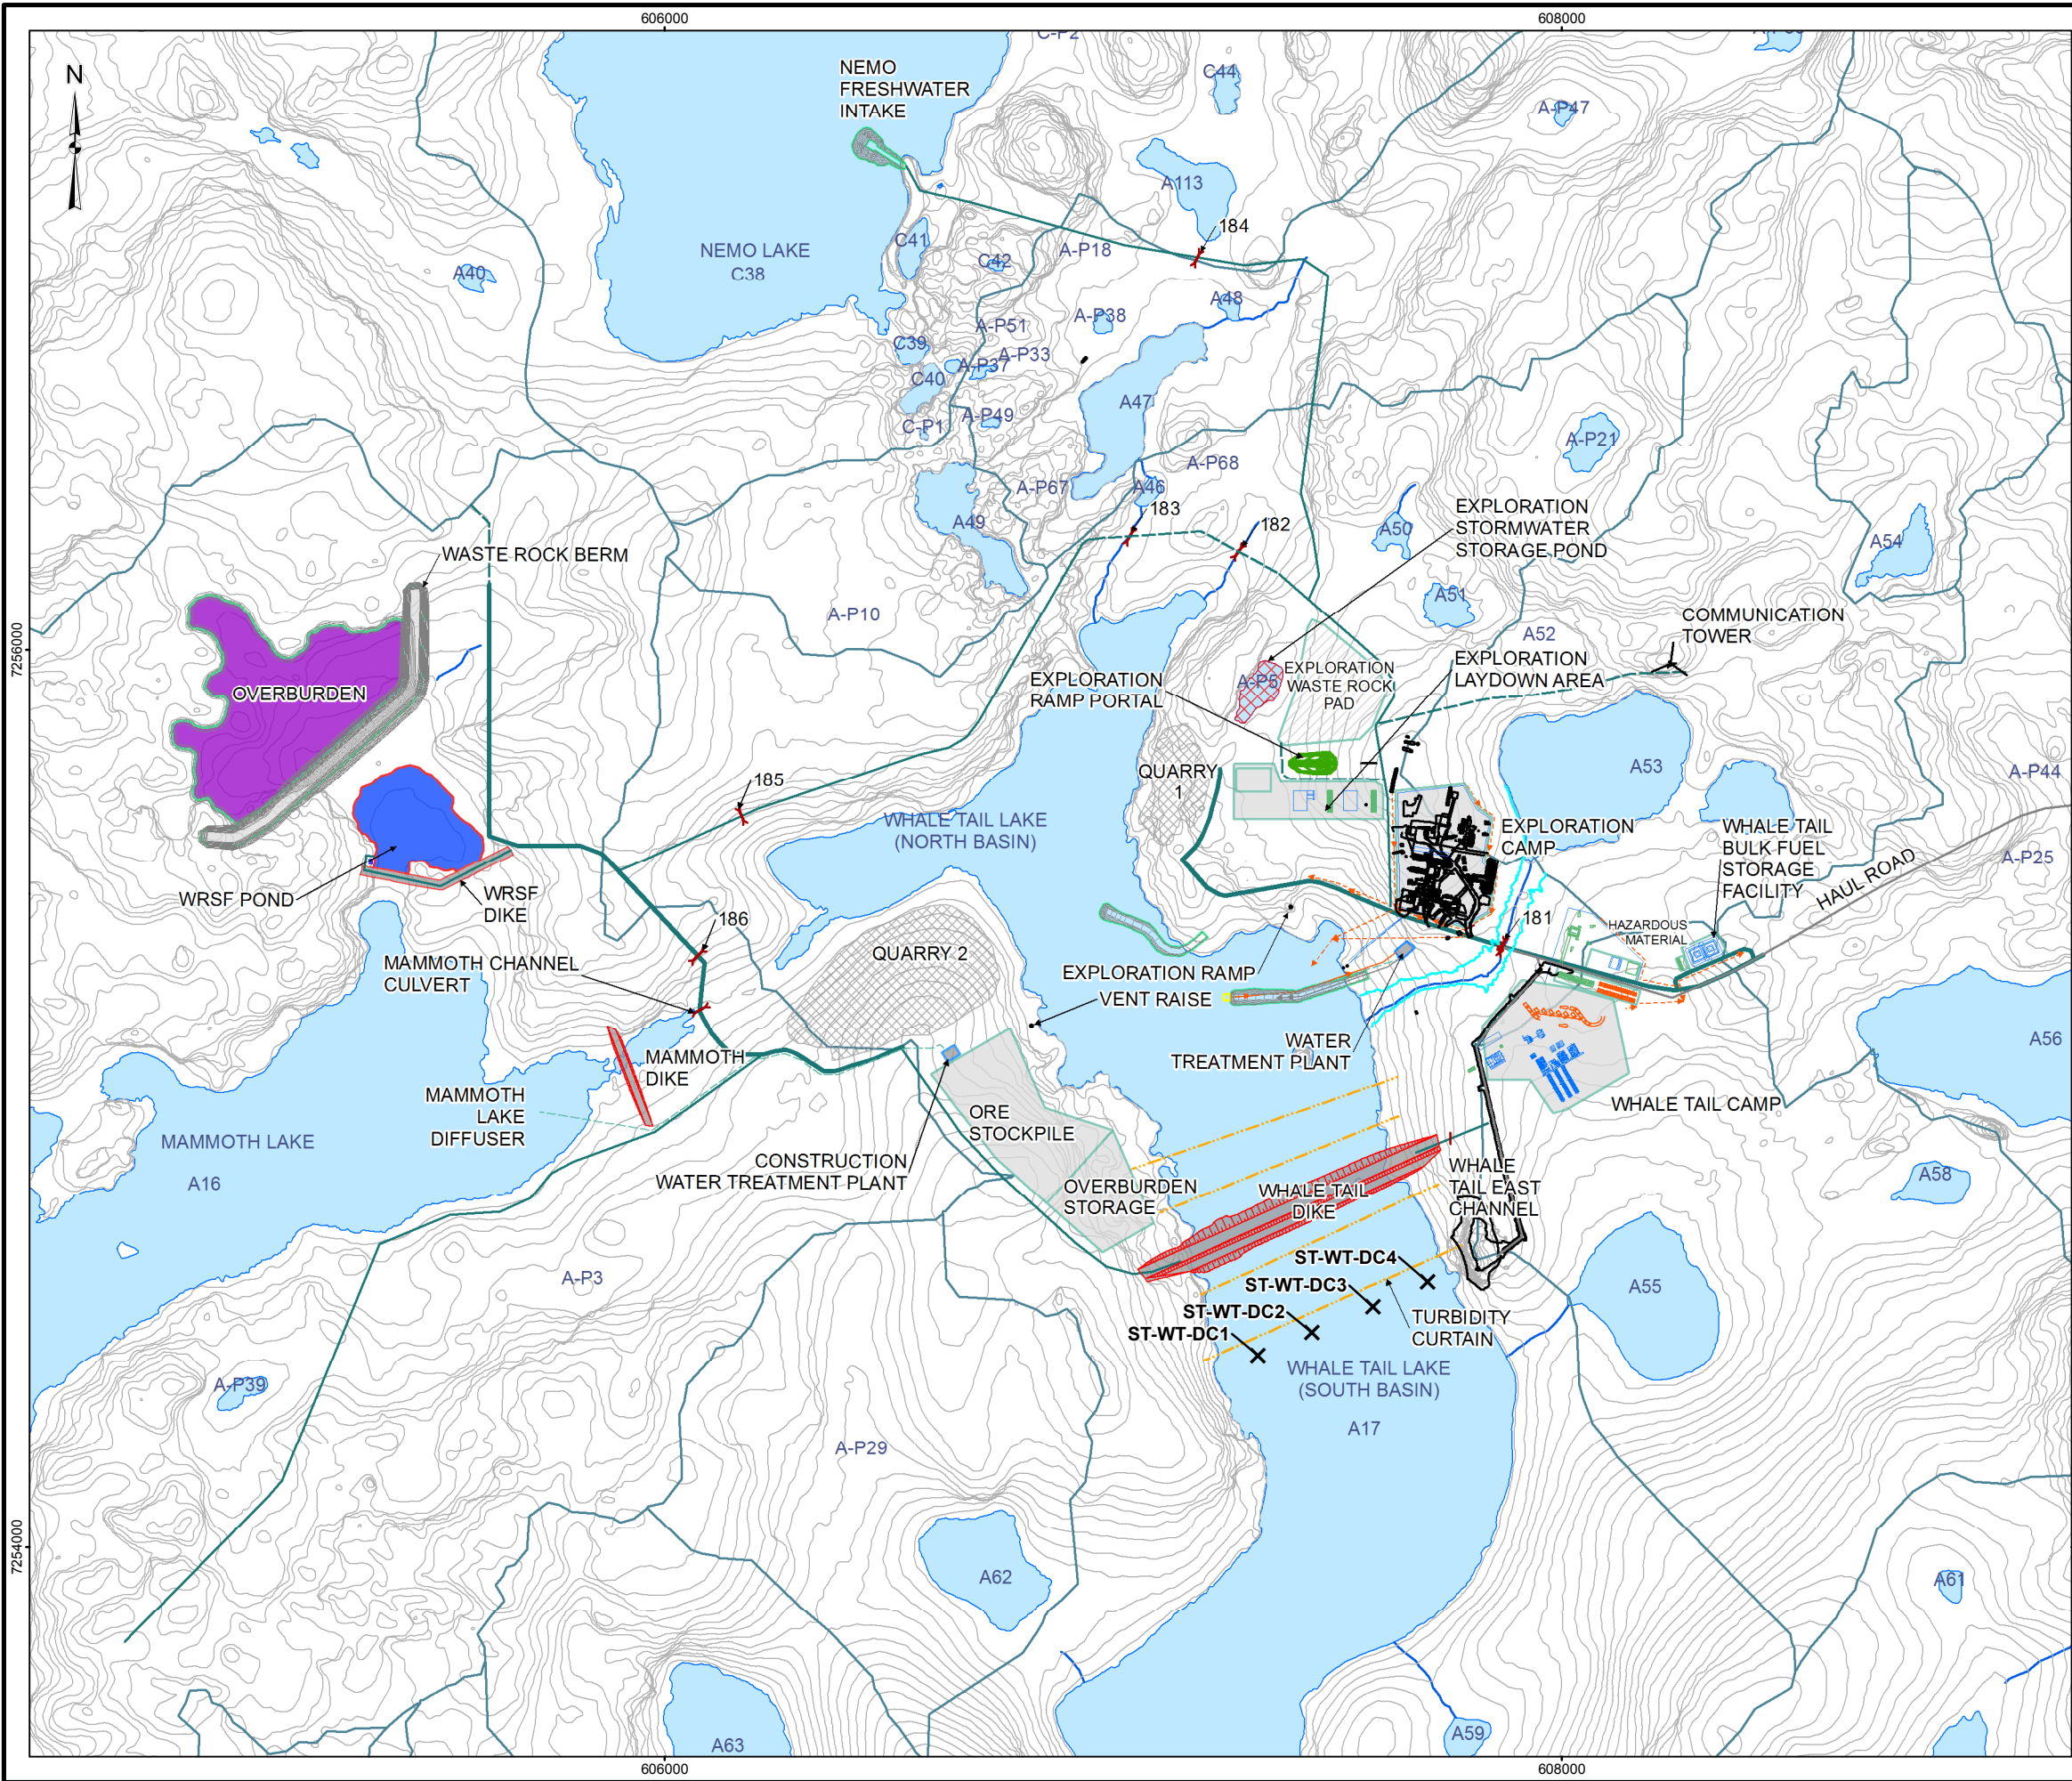 606000
608000
C-P2
N
NEMO
FRESHWATER
INTAKE
C44
A-P47
A113
184
C41
NEMO LAKE
C38
A-P18
C42
A40
A48
A-P38
A-P51
C39
A-P33
A-P37
C40
A47
A-P49
C-P1
A-P21
A-P68
A-P67
A46
183
182
A49
A50
EXPLORATION
STORMWATER
STORAGE POND
A54
WASTE ROCK BERM
A51
7256000
A-P10
COMMUNICATION
TOWER
A52
EXPLORATION
LAYDOWN AREA
EXPLORATION
WASTE ROCK
PAD
A-P5
EXPLORATION
RAMP PORTAL
OVERBURDEN
QUARRY
1
A53
A-P44
185
WHALE TAIL LAKE
(NORTH BASIN)
EXPLORATION
CAMP
WHALE TAIL
BULK FUEL
STORAGE
FACILITY
A-P25
HAUL ROAD
WRSF POND
WRSF
DIKE
186
181
HAZARDOUS
MATERIAL
QUARRY 2
MAMMOTH CHANNEL
CULVERT
EXPLORATION RAMP
VENT RAISE
A56
WATER
TREATMENT PLANT
MAMMOTH
DIKE
MAMMOTH
LAKE
DIFFUSER
WHALE TAIL CAMP
ORE
STOCKPILE
MAMMOTH LAKE
A16
CONSTRUCTION
WATER TREATMENT PLANT
WHALE
TAIL EAST
CHANNEL
A58
OVERBURDEN
STORAGE
WHALE TAIL
DIKE
ST-WT-DC4
ST-WT-DC3
ST-WT-DC2
ST-WT-DC1
A-P3
A55
TURBIDITY
CURTAIN
WHALE TAIL LAKE
(SOUTH BASIN)
A17
A-P39
A-P29
7254000
A62
A61
A59
A63
606000
608000